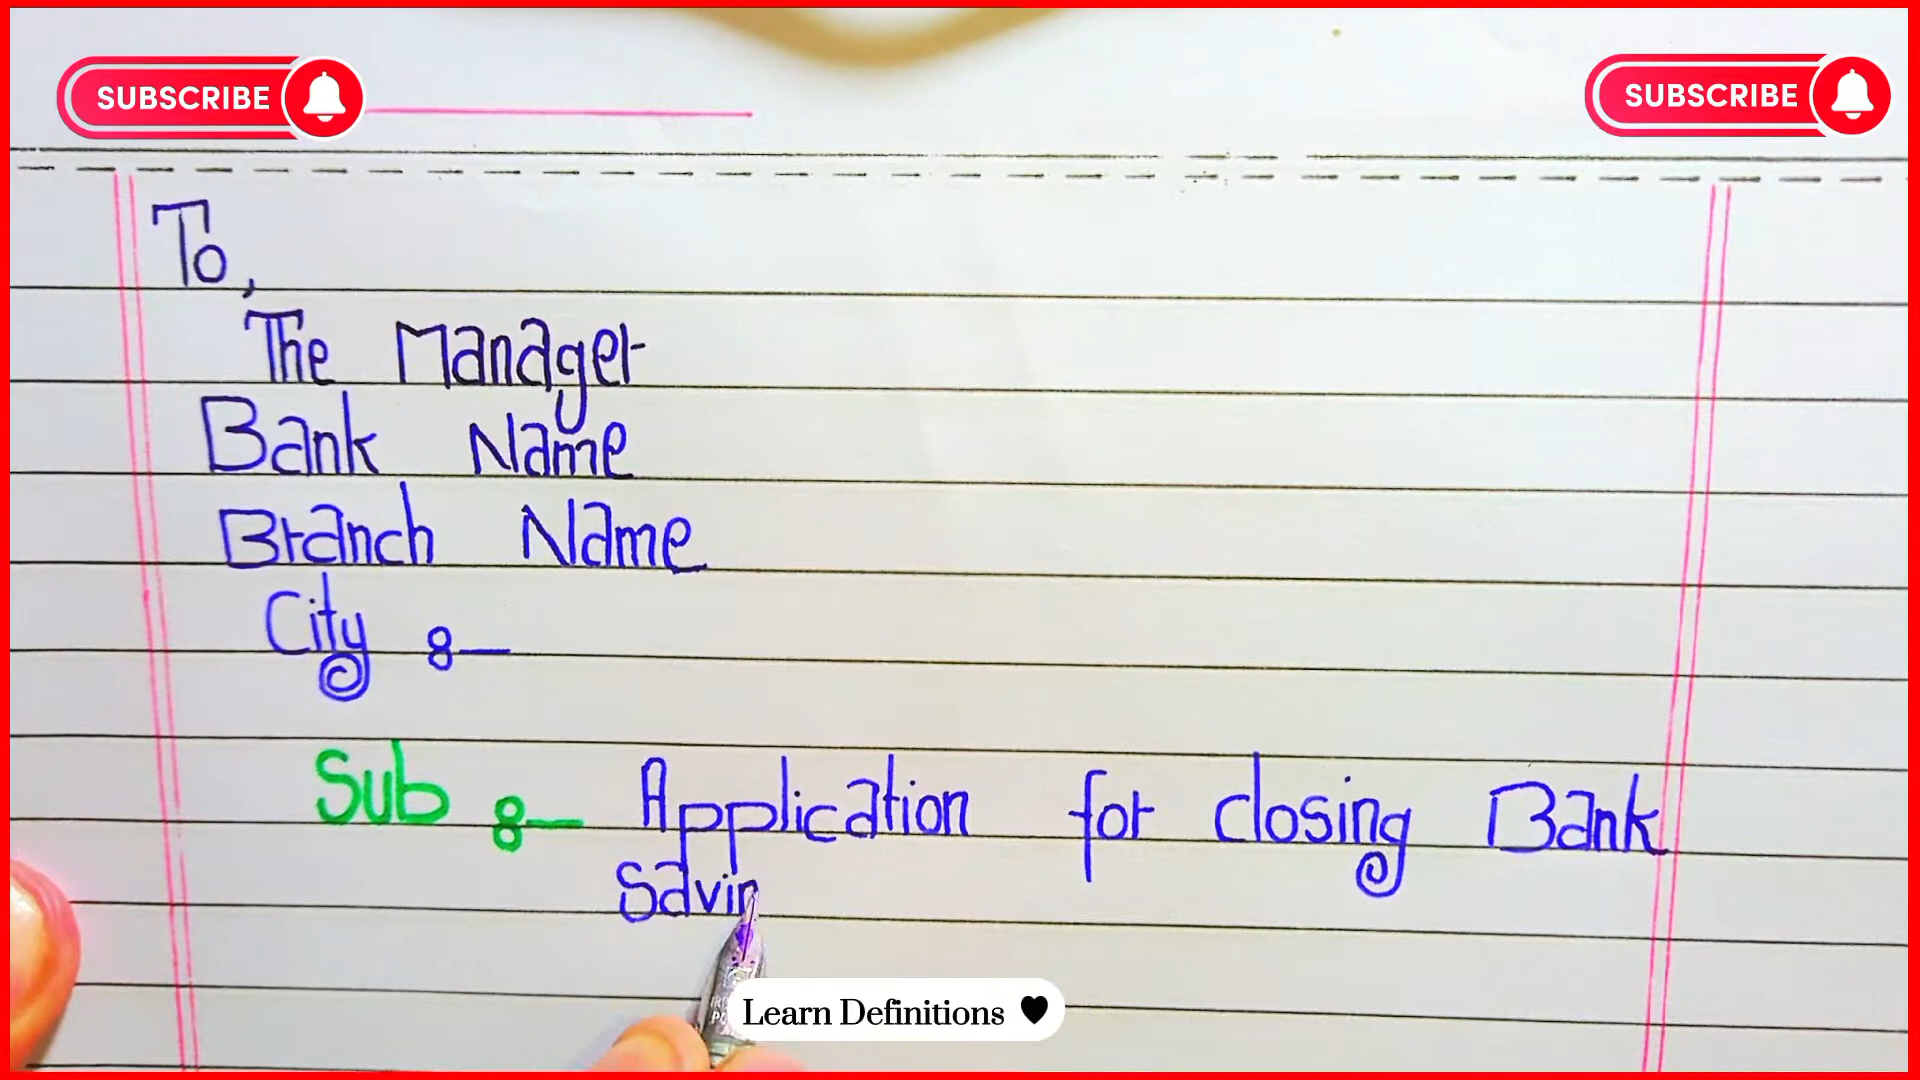 SUBSCRIBE
SUBSCRIBE
To,
The Manager
Bank Name
Branch Name
City :-
Sub :- Application for closing Bank
savin
Learn Definitions